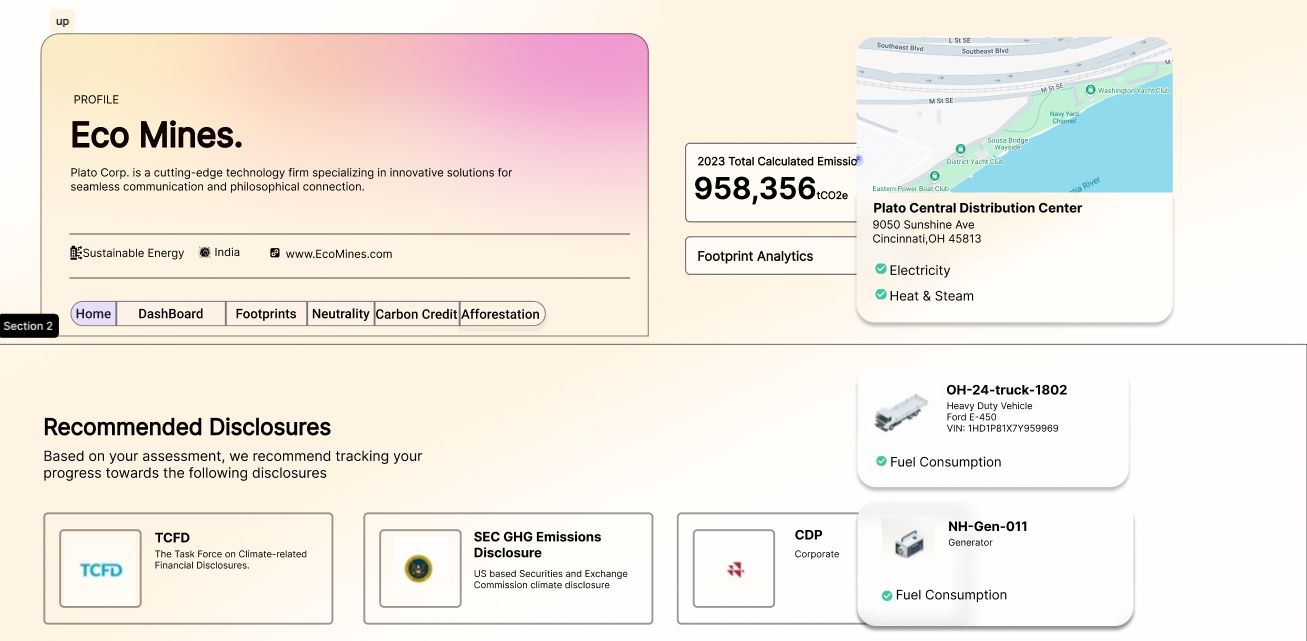 up
PROFILE
Eco Mines.
Plato Corp. is a cutting-edge technology firm specializing in innovative solutions for
seamless communication and philosophical connection.
Sustainable Energy
India
www.EcoMines.com
Home
DashBoard
Footprints
Neutrality
Carbon Credit
Afforestation
Section 2
2023 Total Calculated Emissio
958,356tCO2e
Footprint Analytics
L St SE
Southeast Blvd
Southeast Blvd
M St SE
M St SE
M
Washington Yacht Club
Navy Yard
Channel
Sousa Bridge
Wayside
District Yacht Club
Eastern Power Boat Club
tia River
Plato Central Distribution Center
9050 Sunshine Ave
Cincinnati,OH 45813
Electricity
Heat & Steam
Recommended Disclosures
Based on your assessment, we recommend tracking your
progress towards the following disclosures
TCFD
TCFD
The Task Force on Climate-related
Financial Disclosures.
SEC GHG Emissions
Disclosure
US based Securities and Exchange
Commission climate disclosure
CDP
Corporate
OH-24-truck-1802
Heavy Duty Vehicle
Ford E-450
VIN: 1HD1P81X7Y959969
Fuel Consumption
NH-Gen-011
Generator
Fuel Consumption